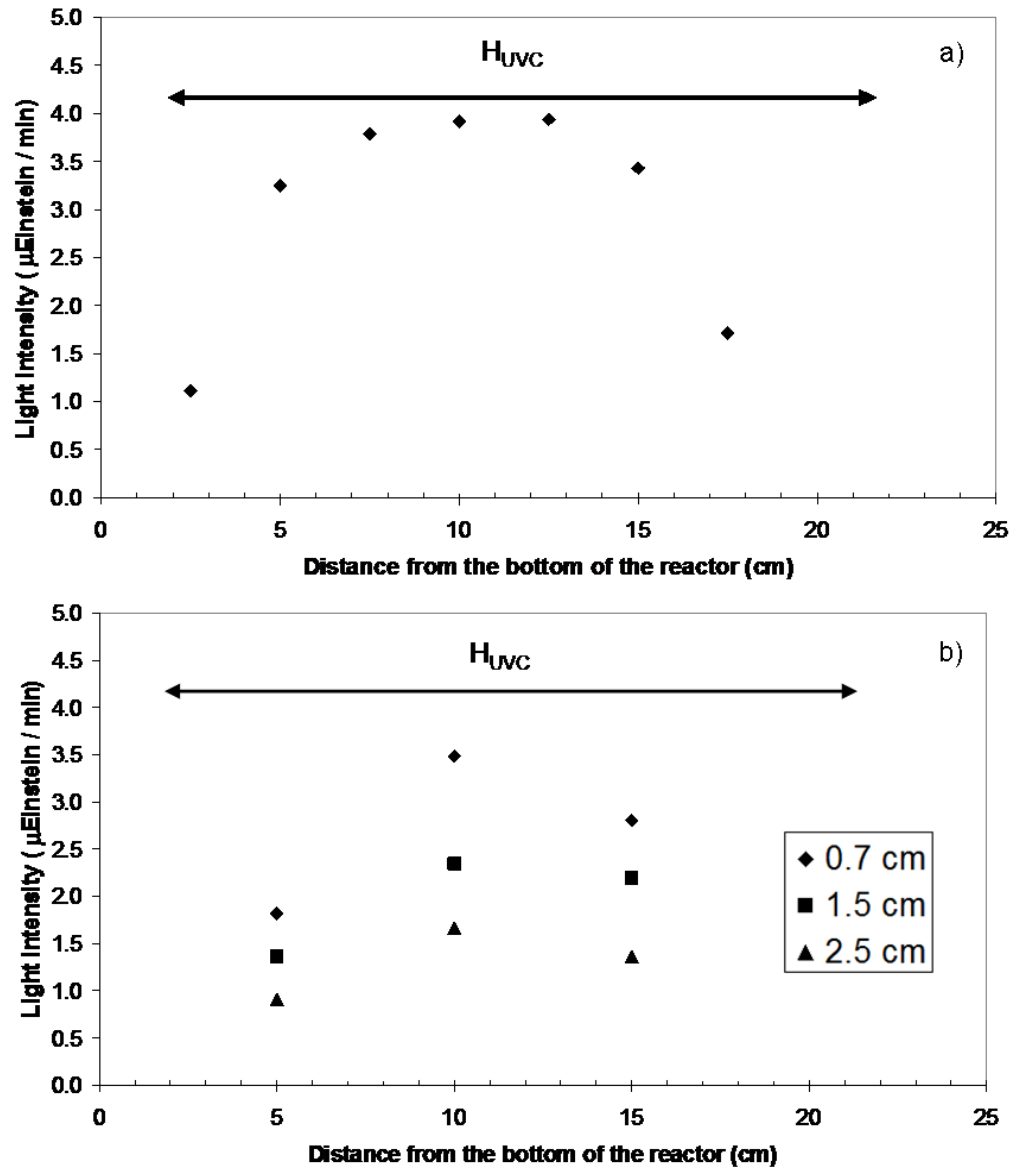 a)
H_UVC
5.0
4.5
4.0
3.5
3.0
2.5
2.0
1.5
1.0
0.5
0.0
Light Intensity ( µEinstein / min)
0 5 10 15 20 25
Distance from the bottom of the reactor (cm)
b)
H_UVC
5.0
4.5
4.0
3.5
3.0
2.5
2.0
1.5
1.0
0.5
0.0
Light Intensity ( µEinstein / min)
0.7 cm
1.5 cm
2.5 cm
0 5 10 15 20 25
Distance from the bottom of the reactor (cm)